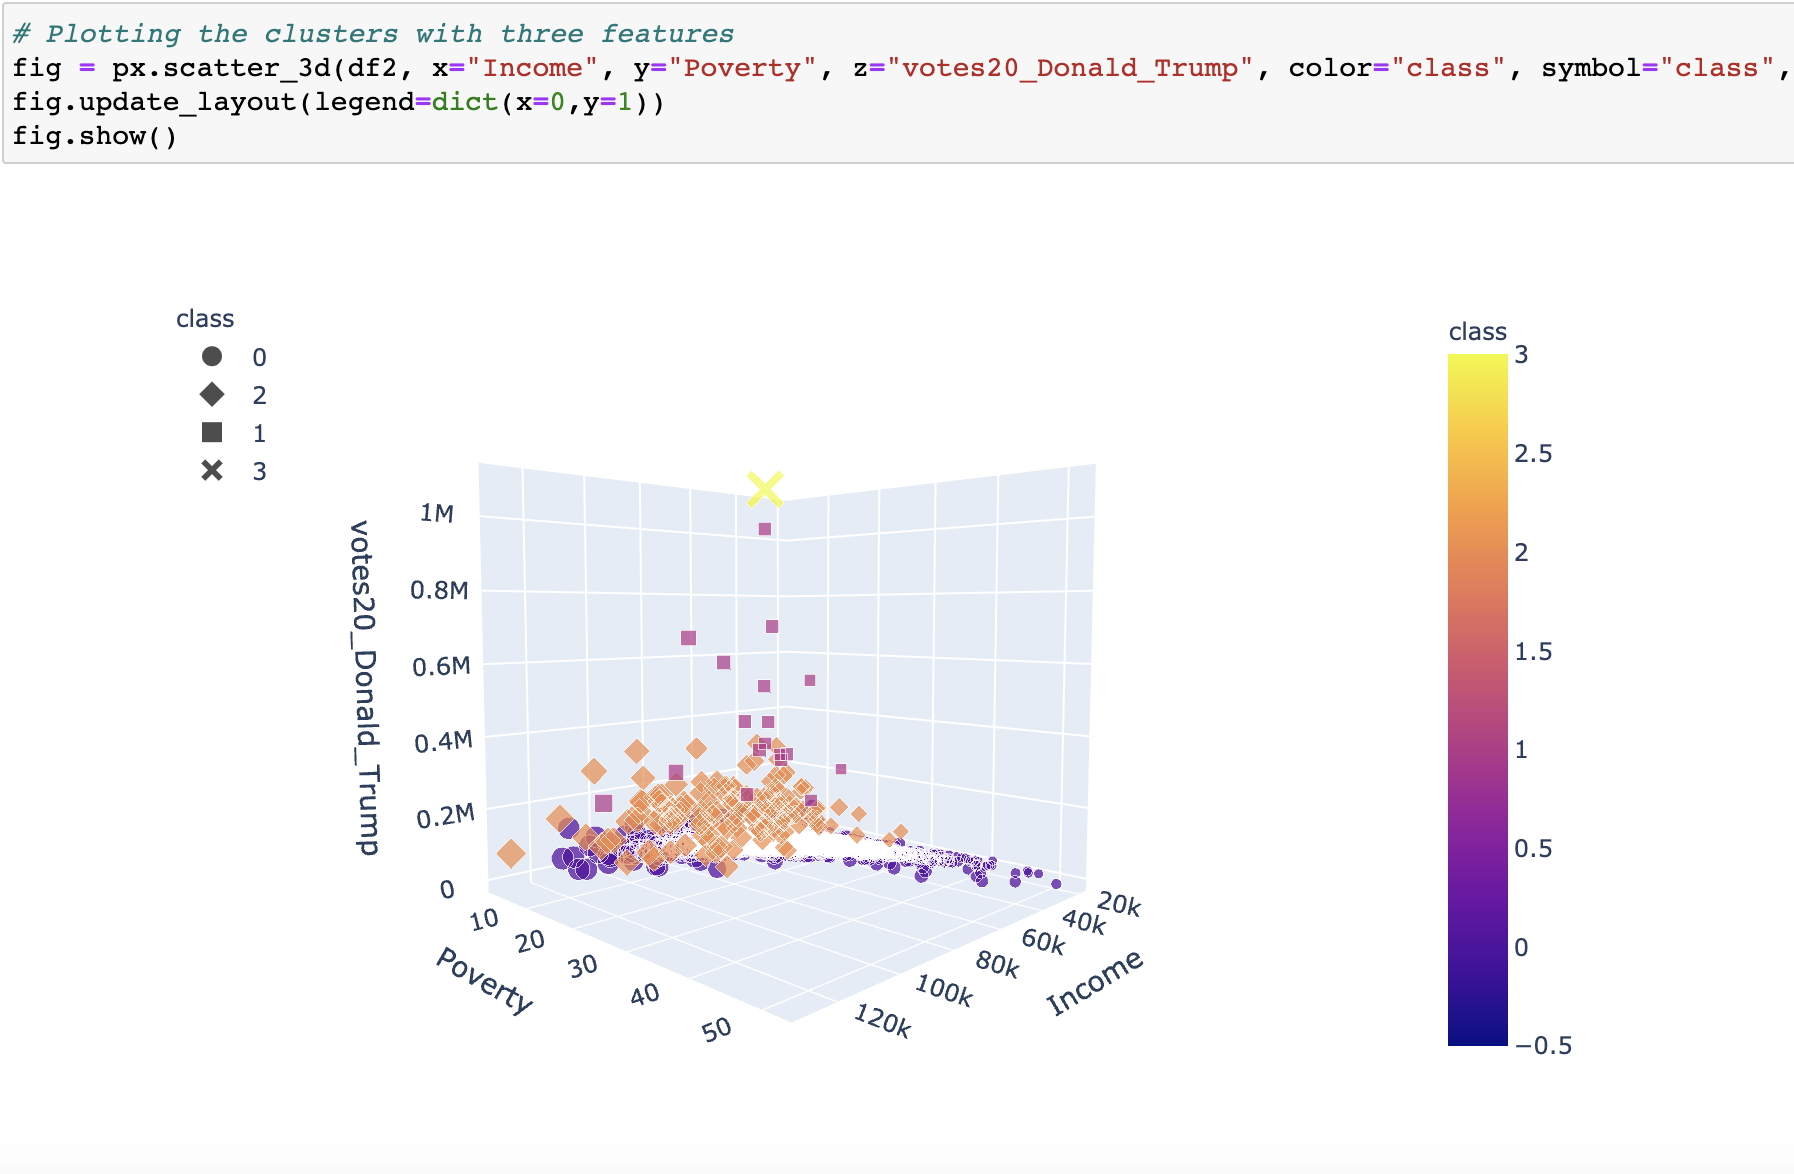 # Plotting the clusters with three features
fig = px.scatter_3d(df2, x="Income", y="Poverty", z="votes20_Donald_Trump", color="class", symbol="class",
fig.update_layout(legend=dict(x=0,y=1))
fig.show()
class
0
2
1
3
votes20_Donald_Trump
1M
0.8M
0.6M
0.4M
0.2M
0
10
20
30
40
50
Poverty
20k
40k
60k
80k
100k
120k
Income
class
3
2.5
2
1.5
1
0.5
0
−0.5